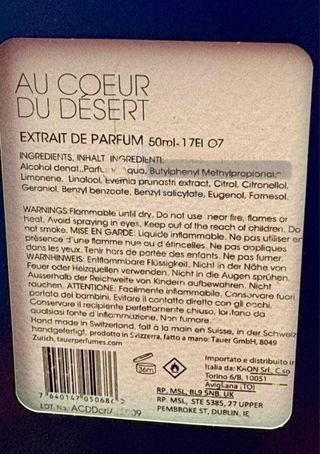 AU COEUR
DU DÉSERT
EXTRAIT DE PARFUM 50ml-17EI 07
INGREDIENTS, INHALT, INGREDIENTI:
Alcohol denat., aqua, Butylphenyl Methylpropional,
Limonene, Linalool, Evernia prunastri extract, Citral, Citronellol,
Geraniol, Benzyl benzoate, Benzyl salicylate, Eugenol, Farnesol.
WARNINGS: Flammable until dry. Do not use near fire, flames or
heat. Avoid spraying in eyes. Keep out of the reach of children. Do
not smoke. MISE EN GARDE: Liquide inflammable. Ne pas utiliser en
présence d'une flamme nue ou d'étincelles. Ne pas appliquer
dans les yeux. Tenir hors de portée des enfants. Ne pas fumer.
WARNHINWEIS: Entflammbare Flüssigkeit. Nicht in der Nähe von
Feuer oder Heizquellen verwenden. Nicht in die Augen sprühen.
Ausserhalb der Reichweite von Kindern aufbewahren. Nicht
rauchen. ATTENZIONE: Facilmente infiammabile. Conservare fuori
portata dei bambini. Evitare il contatto diretto con gli occhi.
Conservare il recipiente perfettamente chiuso, lontano da
qualsiasi fonte d'infiammazione. Non fumare.
Hand made in Switzerland, fait à la main en Suisse, in der Schweiz
handgefertigt, prodotto in Svizzera, fatto a mano: Tauer GmbH, 8049
Zurich, tauerperfumes.com
36m
Importato e distribuito in
Italia da: KAON Srl, C.so
Torino 6/B, 10051
Avigliana (TO)
RP. MSL, BL9 5NB, UK
RP. MSL, STE 5385, 27 UPPER
PEMBROKE ST, DUBLIN, IE
7 640147 050686
LOT No.: